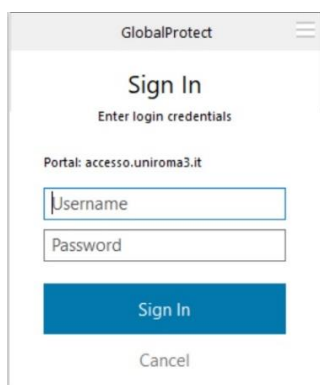 GlobalProtect
Sign In
Enter login credentials
Portal: accesso.uniroma3.it
Username
Password
Sign In
Cancel